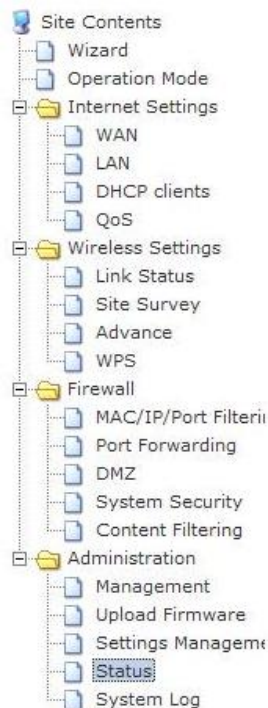 Site Contents
Wizard
Operation Mode
Internet Settings
WAN
LAN
DHCP clients
QoS
Wireless Settings
Link Status
Site Survey
Advance
WPS
Firewall
MAC/IP/Port Filteri
Port Forwarding
DMZ
System Security
Content Filtering
Administration
Management
Upload Firmware
Settings Manageme
Status
System Log